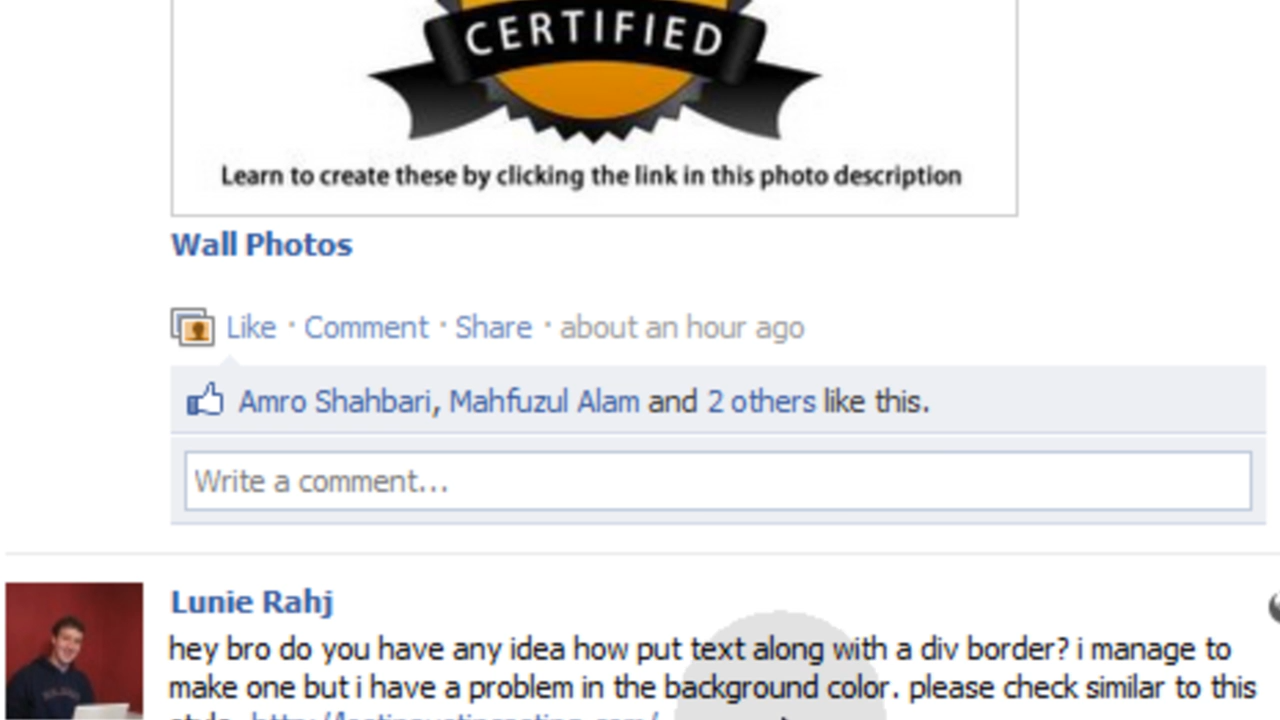 CERTIFIED
Learn to create these by clicking the link in this photo description
Wall Photos
Like · Comment · Share · about an hour ago
Amro Shahbari, Mahfuzul Alam and 2 others like this.
Write a comment...
Lunie Rahj
hey bro do you have any idea how put text along with a div border? i manage to
make one but i have a problem in the background color. please check similar to this